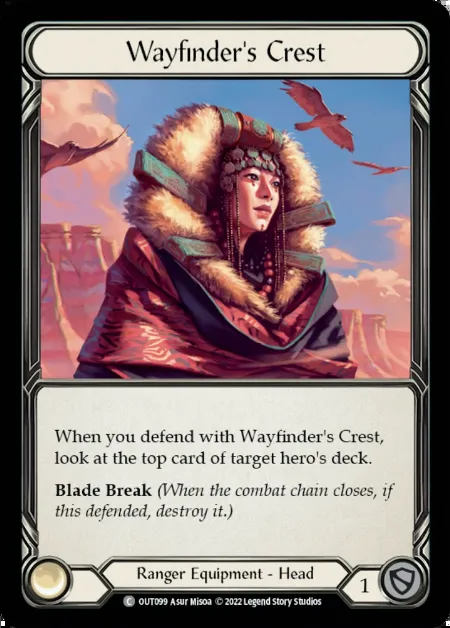 Wayfinder's Crest
When you defend with Wayfinder's Crest,
look at the top card of target hero's deck.
Blade Break (When the combat chain closes, if
this defended, destroy it.)
Ranger Equipment - Head
1
C OUT099 Asur Misoa © 2022 Legend Story Studios